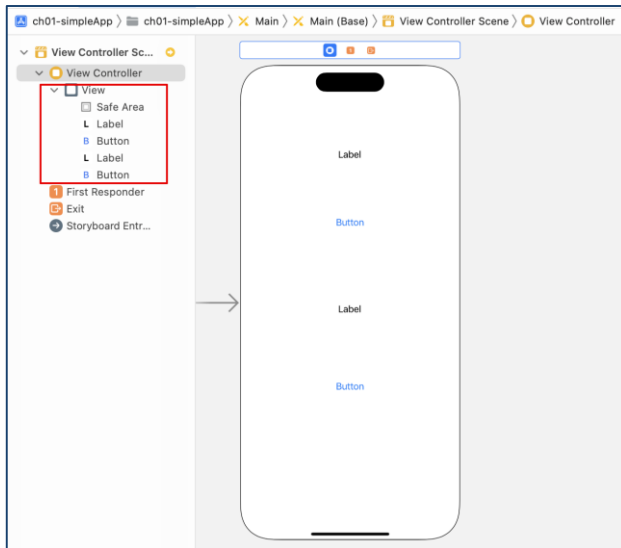 ch01-simpleApp 〉 ch01-simpleApp 〉 Main 〉 Main (Base) 〉 View Controller Scene 〉 View Controller
View Controller Sc...
View Controller
View
Safe Area
L Label
B Button
L Label
B Button
1 First Responder
Exit
Storyboard Entr...
Label
Button
Label
Button